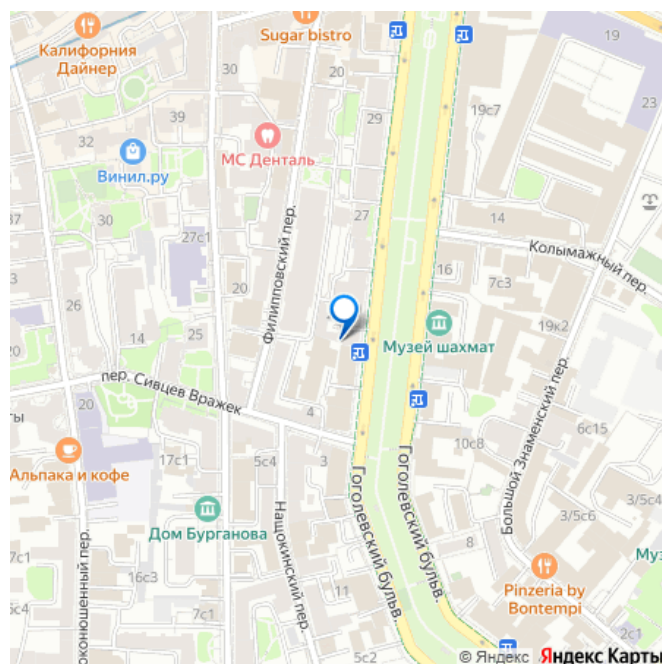 Калифорния
Дайнер
Sugar bistro
19
30
20
23
19с7
39
29
32
МС Денталь
Винил.ру
37
30
27
14
27с1
Колымажный пер.
Филипповский пер.
16
7с3
26
20
14
25
19к2
Музей шахмат
пер. Сивцев Вражек
20
4
6с15
10с8
Большой Знаменский пер.
Альпака и кофе
17с1
5с4
3
Гоголевский бульв.
Гоголевский бульв.
3/5с4
3/5с6
Дом Бурганова
Нащокинский пер.
8
7с1
16с3
11
Pinzeria by
Bontempi
6с1
7с1
2с1
5с2
© Яндекс
Яндекс Карты